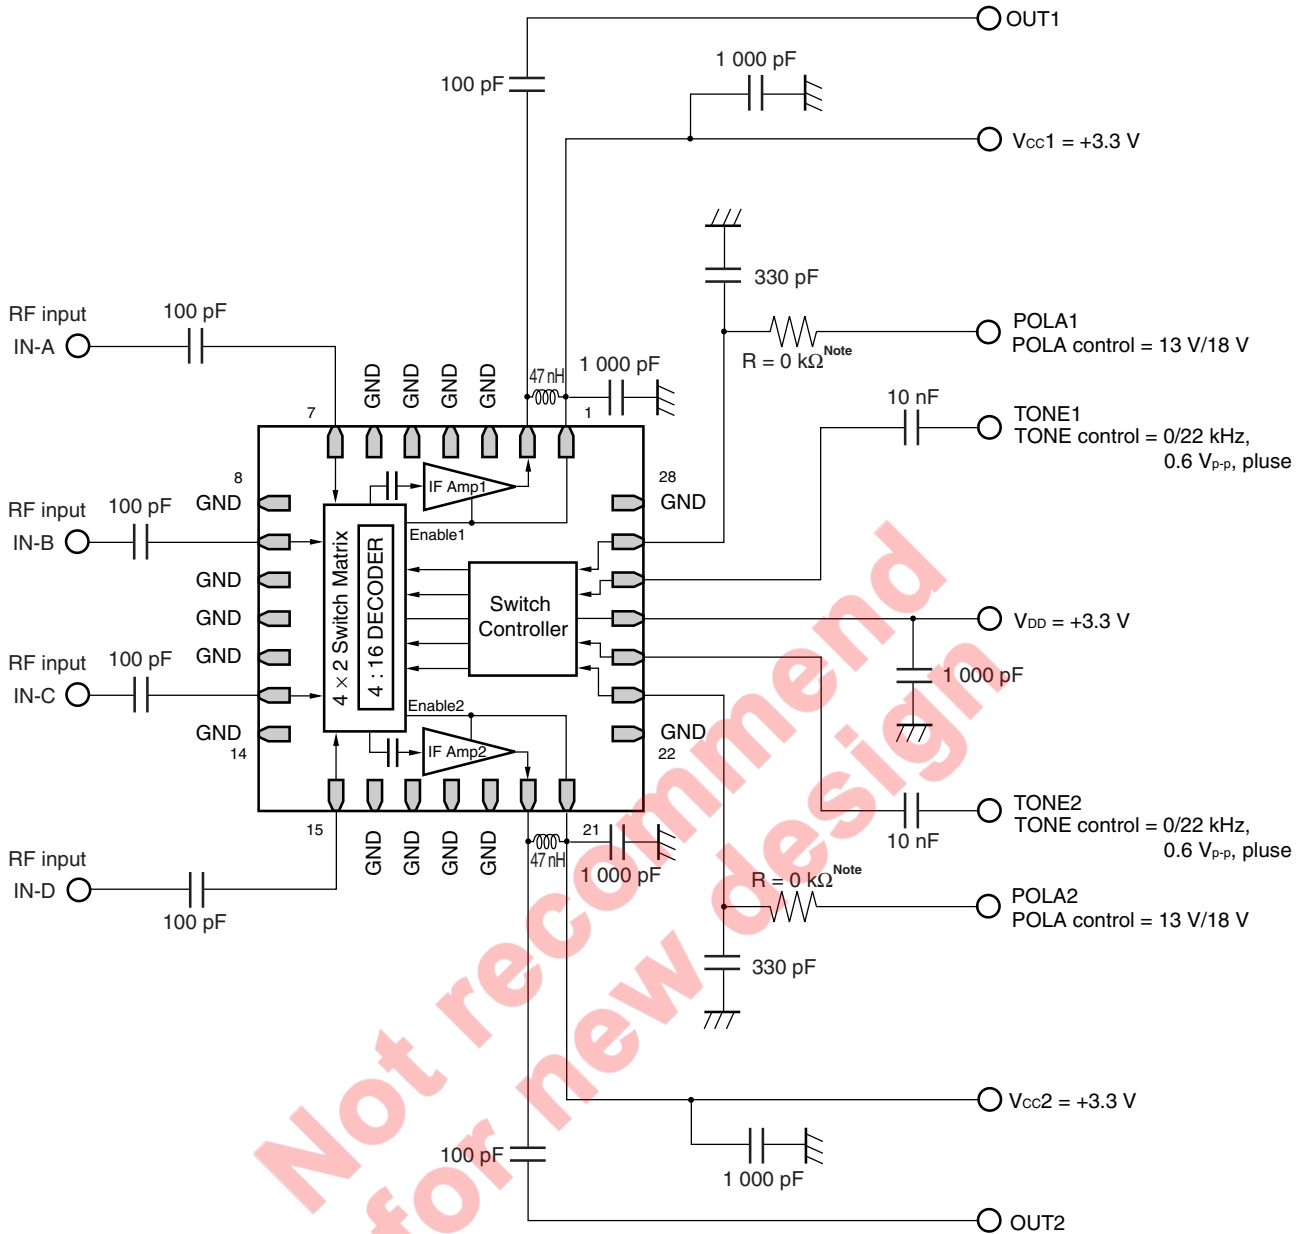 OUT1
1 000 pF
100 pF
VCC1 = +3.3 V
330 pF
RF input
100 pF
IN-A
POLA1
POLA control = 13 V/18 V
R = 0 kΩNote
GND
GND
GND
GND
47 nH
1 000 pF
10 nF
TONE1
TONE control = 0/22 kHz,
0.6 Vp-p, pluse
7
1
8
GND
IF Amp1
28
GND
RF input
100 pF
IN-B
Enable1
4 × 2 Switch Matrix
4 : 16 DECODER
GND
GND
GND
Switch
Controller
VDD = +3.3 V
1 000 pF
RF input
100 pF
IN-C
Enable2
GND
14
IF Amp2
GND
22
TONE2
TONE control = 0/22 kHz,
0.6 Vp-p, pluse
10 nF
15
GND
GND
GND
GND
47 nH
21
1 000 pF
RF input
IN-D
100 pF
R = 0 kΩNote
POLA2
POLA control = 13 V/18 V
330 pF
VCC2 = +3.3 V
100 pF
1 000 pF
OUT2
Not recommend
for new design